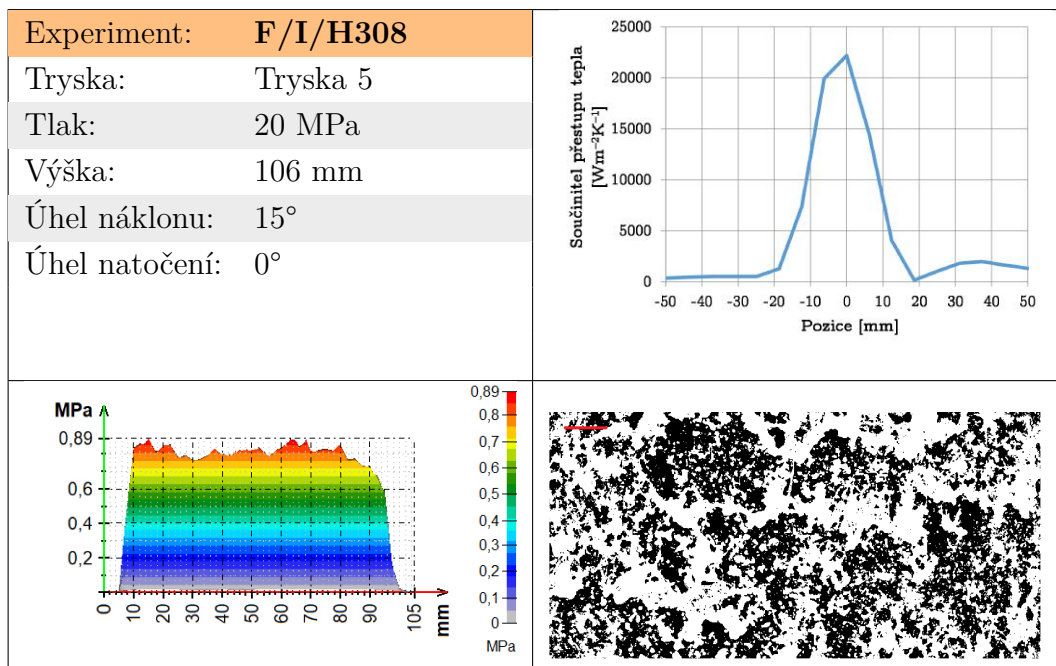 Experiment: F/I/H308
Tryska: Tryska 5
Tlak: 20 MPa
Výška: 106 mm
Úhel náklonu: 15°
Úhel natočení: 0°
Součinitel přestupu tepla
[Wm⁻²K⁻¹]
25000
20000
15000
10000
5000
0
-50 -40 -30 -20 -10 0 10 20 30 40 50
Pozice [mm]
MPa
0,89
0,6
0,4
0,2
0 10 20 30 40 50 60 70 80 90 105 mm
0,89
0,8
0,7
0,6
0,5
0,4
0,3
0,2
0,1
0
MPa